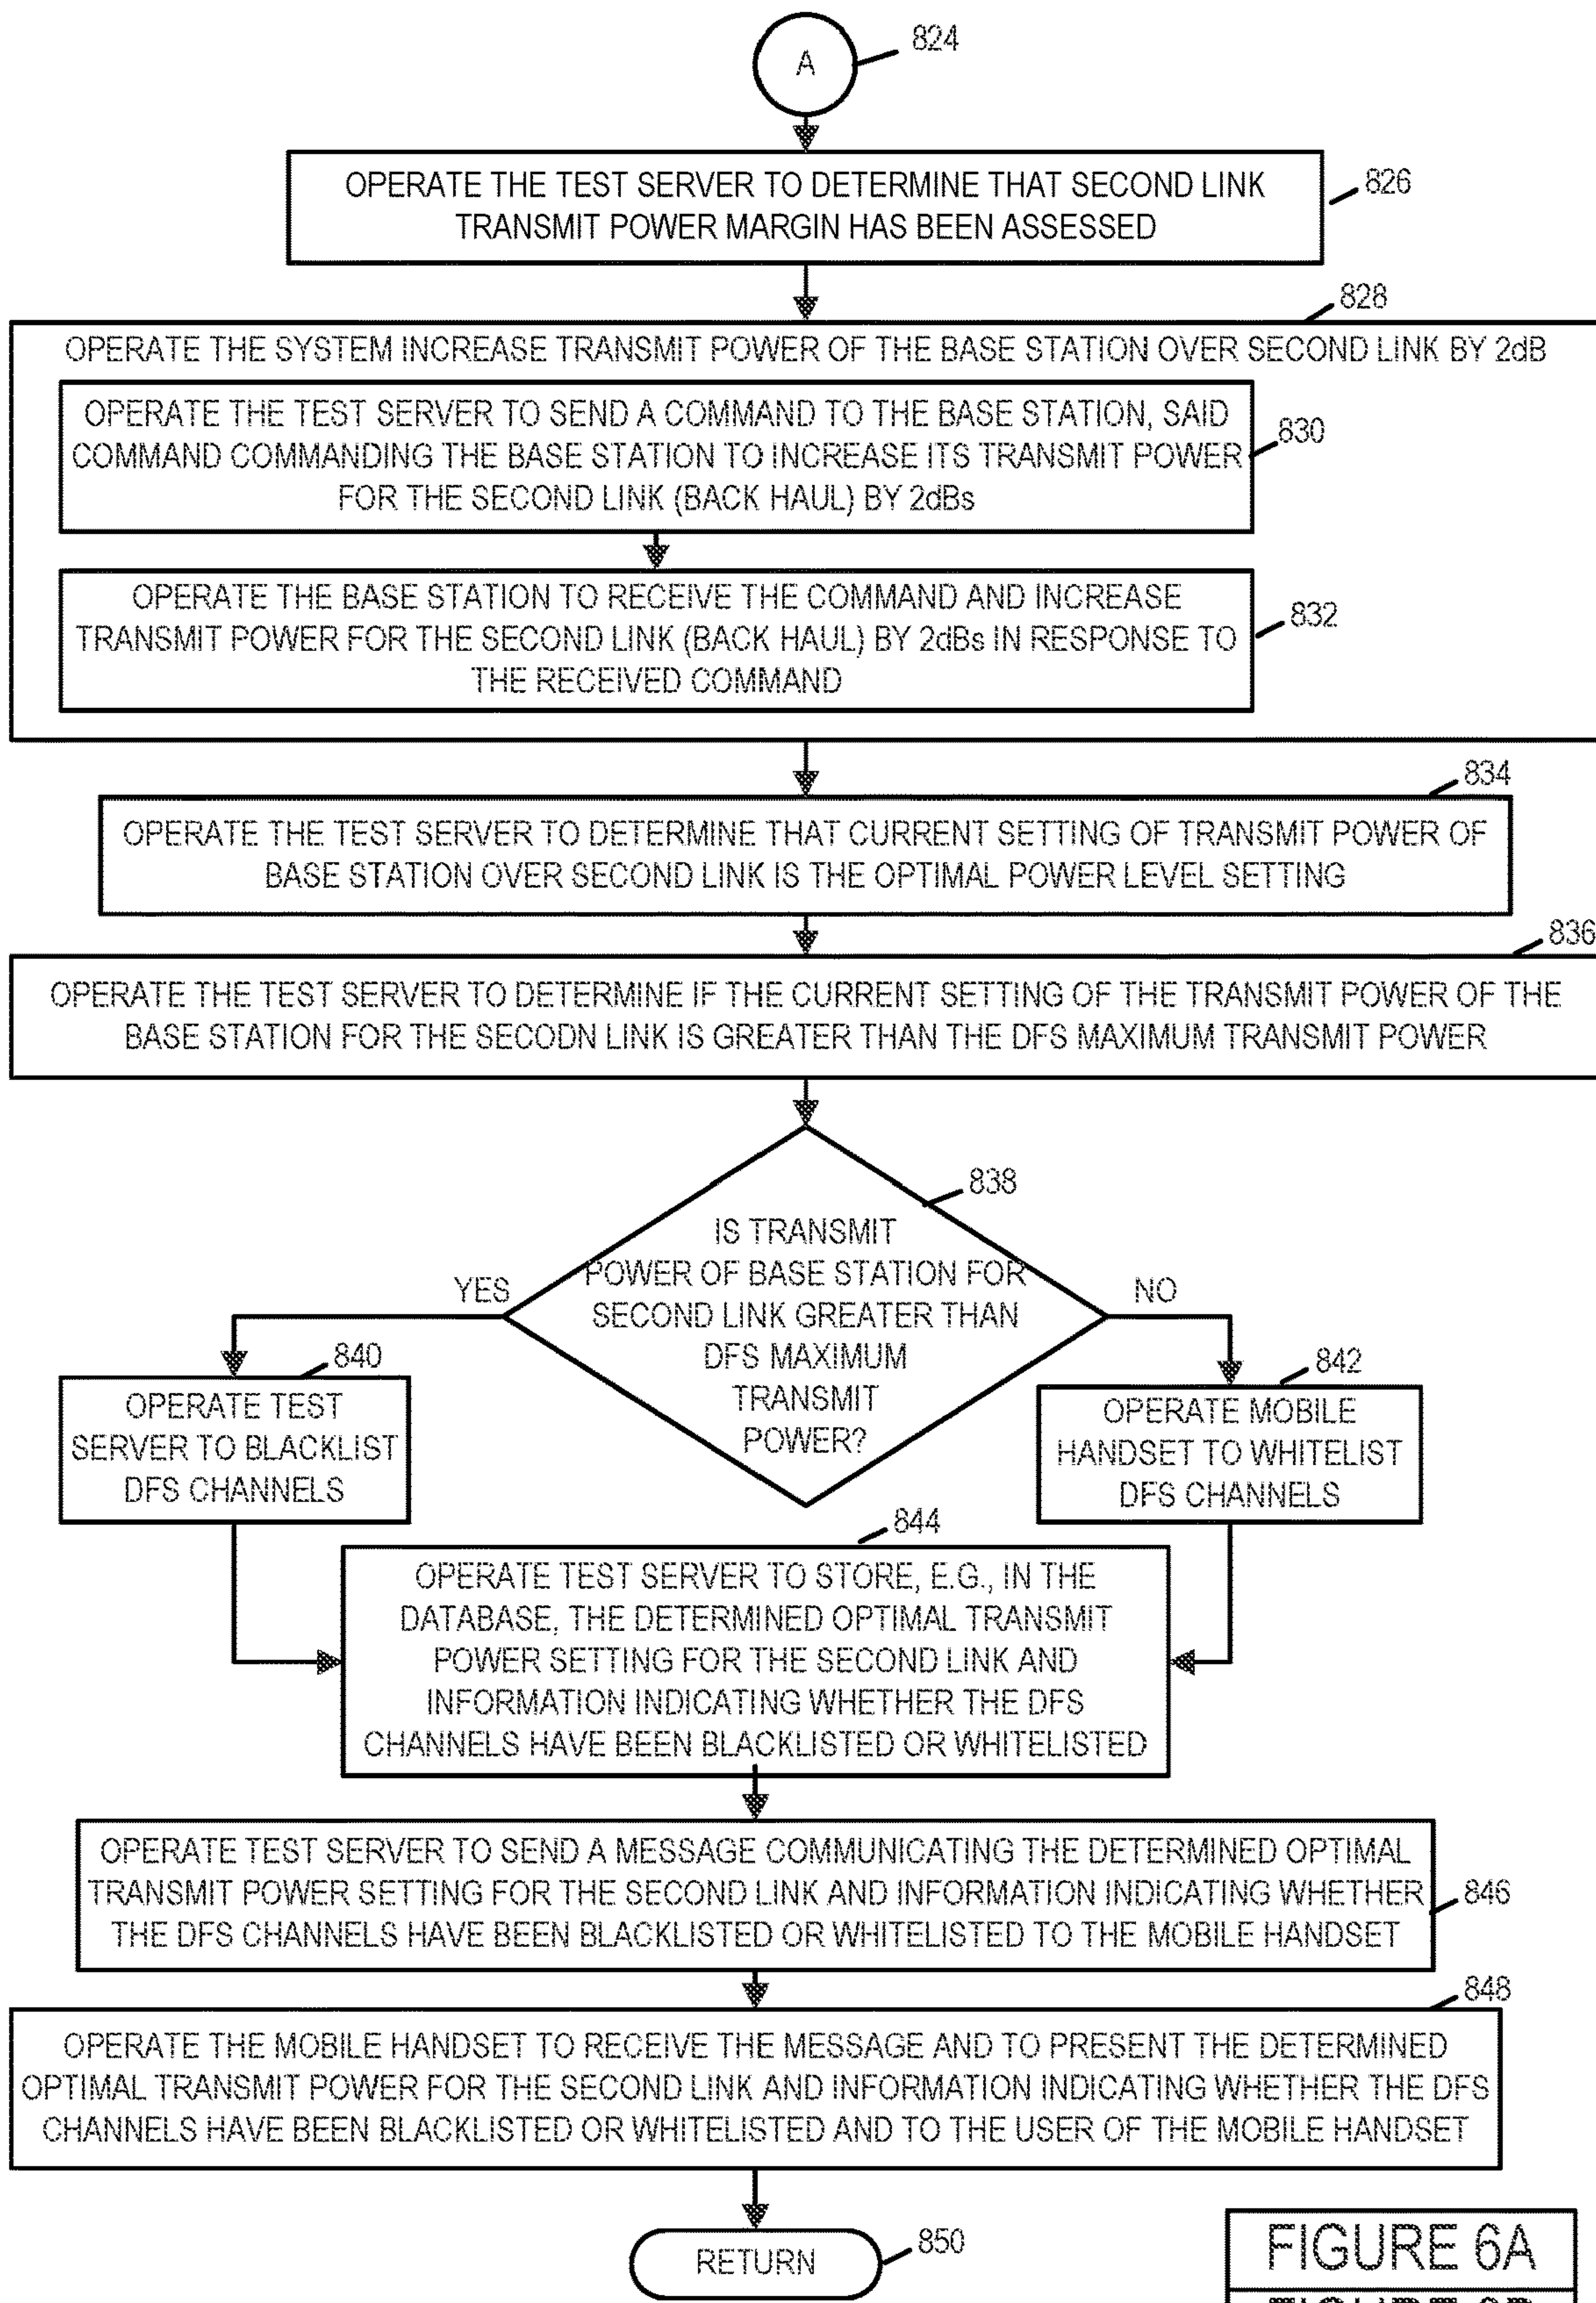 A
824
OPERATE THE TEST SERVER TO DETERMINE THAT SECOND LINK
TRANSMIT POWER MARGIN HAS BEEN ASSESSED
826
828
OPERATE THE SYSTEM INCREASE TRANSMIT POWER OF THE BASE STATION OVER SECOND LINK BY 2dB
OPERATE THE TEST SERVER TO SEND A COMMAND TO THE BASE STATION, SAID
COMMAND COMMANDING THE BASE STATION TO INCREASE ITS TRANSMIT POWER
FOR THE SECOND LINK (BACK HAUL) BY 2dBs
830
OPERATE THE BASE STATION TO RECEIVE THE COMMAND AND INCREASE
TRANSMIT POWER FOR THE SECOND LINK (BACK HAUL) BY 2dBs IN RESPONSE TO
THE RECEIVED COMMAND
832
834
OPERATE THE TEST SERVER TO DETERMINE THAT CURRENT SETTING OF TRANSMIT POWER OF
BASE STATION OVER SECOND LINK IS THE OPTIMAL POWER LEVEL SETTING
836
OPERATE THE TEST SERVER TO DETERMINE IF THE CURRENT SETTING OF THE TRANSMIT POWER OF THE
BASE STATION FOR THE SECODN LINK IS GREATER THAN THE DFS MAXIMUM TRANSMIT POWER
838
IS TRANSMIT
POWER OF BASE STATION FOR
SECOND LINK GREATER THAN
DFS MAXIMUM
TRANSMIT
POWER?
YES
NO
840
OPERATE TEST
SERVER TO BLACKLIST
DFS CHANNELS
842
OPERATE MOBILE
HANDSET TO WHITELIST
DFS CHANNELS
844
OPERATE TEST SERVER TO STORE, E.G., IN THE
DATABASE, THE DETERMINED OPTIMAL TRANSMIT
POWER SETTING FOR THE SECOND LINK AND
INFORMATION INDICATING WHETHER THE DFS
CHANNELS HAVE BEEN BLACKLISTED OR WHITELISTED
OPERATE TEST SERVER TO SEND A MESSAGE COMMUNICATING THE DETERMINED OPTIMAL
TRANSMIT POWER SETTING FOR THE SECOND LINK AND INFORMATION INDICATING WHETHER
THE DFS CHANNELS HAVE BEEN BLACKLISTED OR WHITELISTED TO THE MOBILE HANDSET
846
848
OPERATE THE MOBILE HANDSET TO RECEIVE THE MESSAGE AND TO PRESENT THE DETERMINED
OPTIMAL TRANSMIT POWER FOR THE SECOND LINK AND INFORMATION INDICATING WHETHER THE DFS
CHANNELS HAVE BEEN BLACKLISTED OR WHITELISTED AND TO THE USER OF THE MOBILE HANDSET
RETURN
850
FIGURE 6A